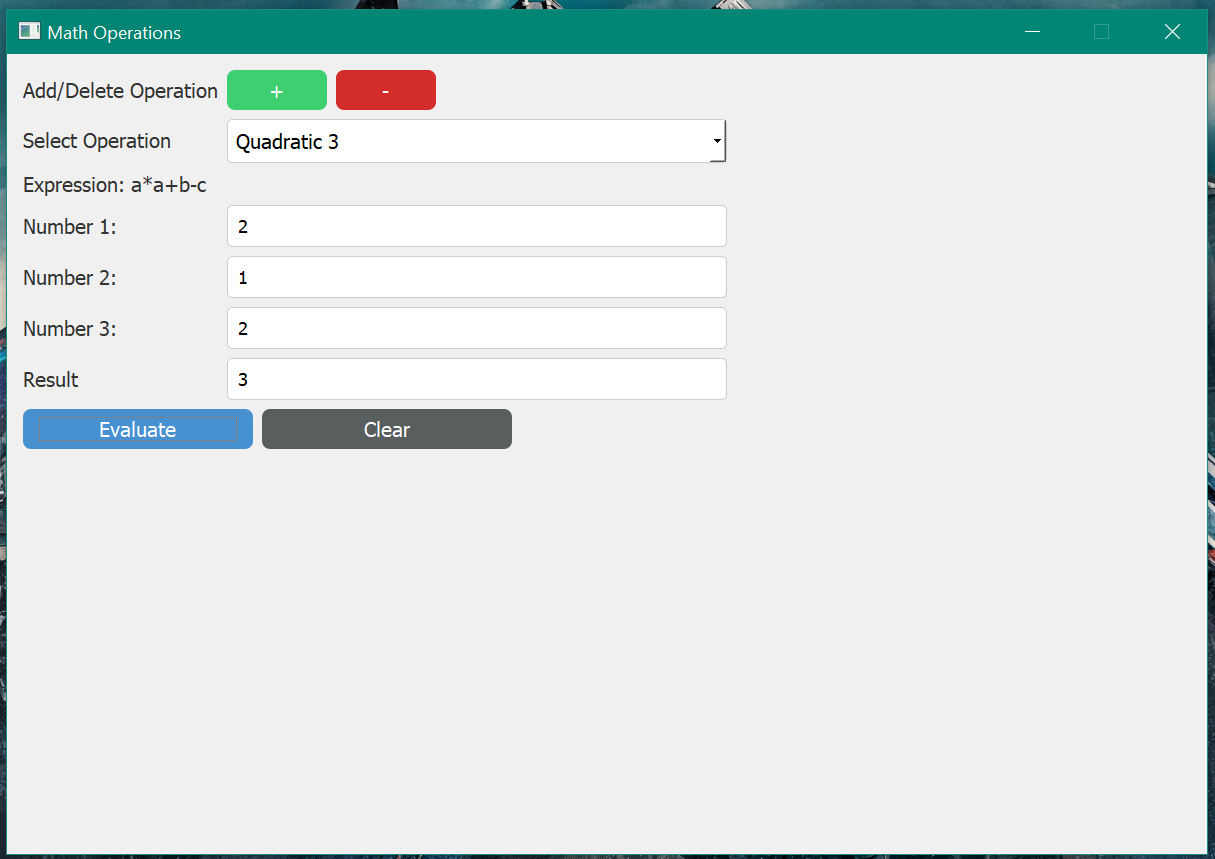 Math Operations
Add/Delete Operation + -
Select Operation Quadratic 3
Expression: a*a+b-c
Number 1: 2
Number 2: 1
Number 3: 2
Result 3
Evaluate Clear